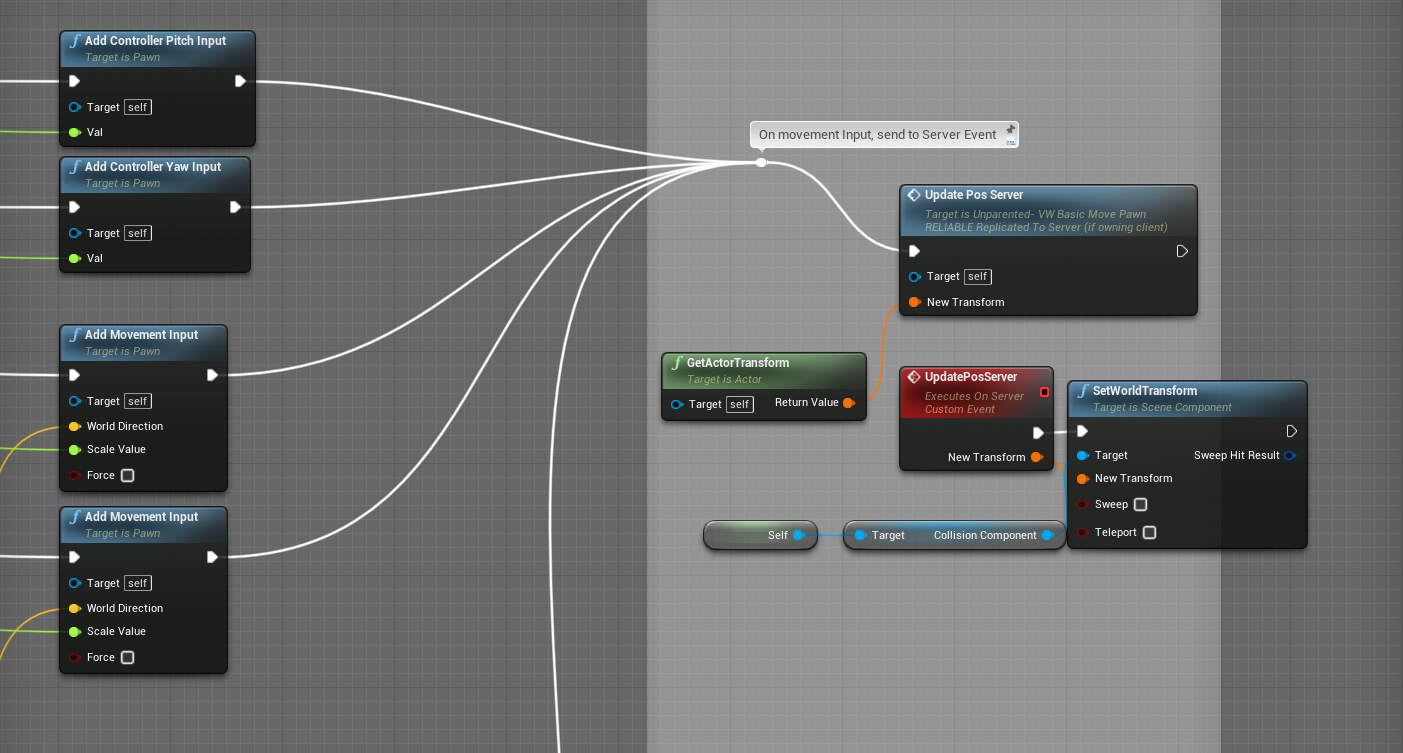 Add Controller Pitch Input
Target is Pawn
Target self
Val
Add Controller Yaw Input
Target is Pawn
Target self
Val
Add Movement Input
Target is Pawn
Target self
World Direction
Scale Value
Force
Add Movement Input
Target is Pawn
Target self
World Direction
Scale Value
Force
On movement Input, send to Server Event
Update Pos Server
Target is Unparented- VW Basic Move Pawn
RELIABLE Replicated To Server (if owning client)
Target self
New Transform
GetActorTransform
Target is Actor
Target self Return Value
UpdatePosServer
Executes On Server
Custom Event
New Transform
SetWorldTransform
Target is Scene Component
Target Sweep Hit Result
New Transform
Sweep
Teleport
Self
Target Collision Component